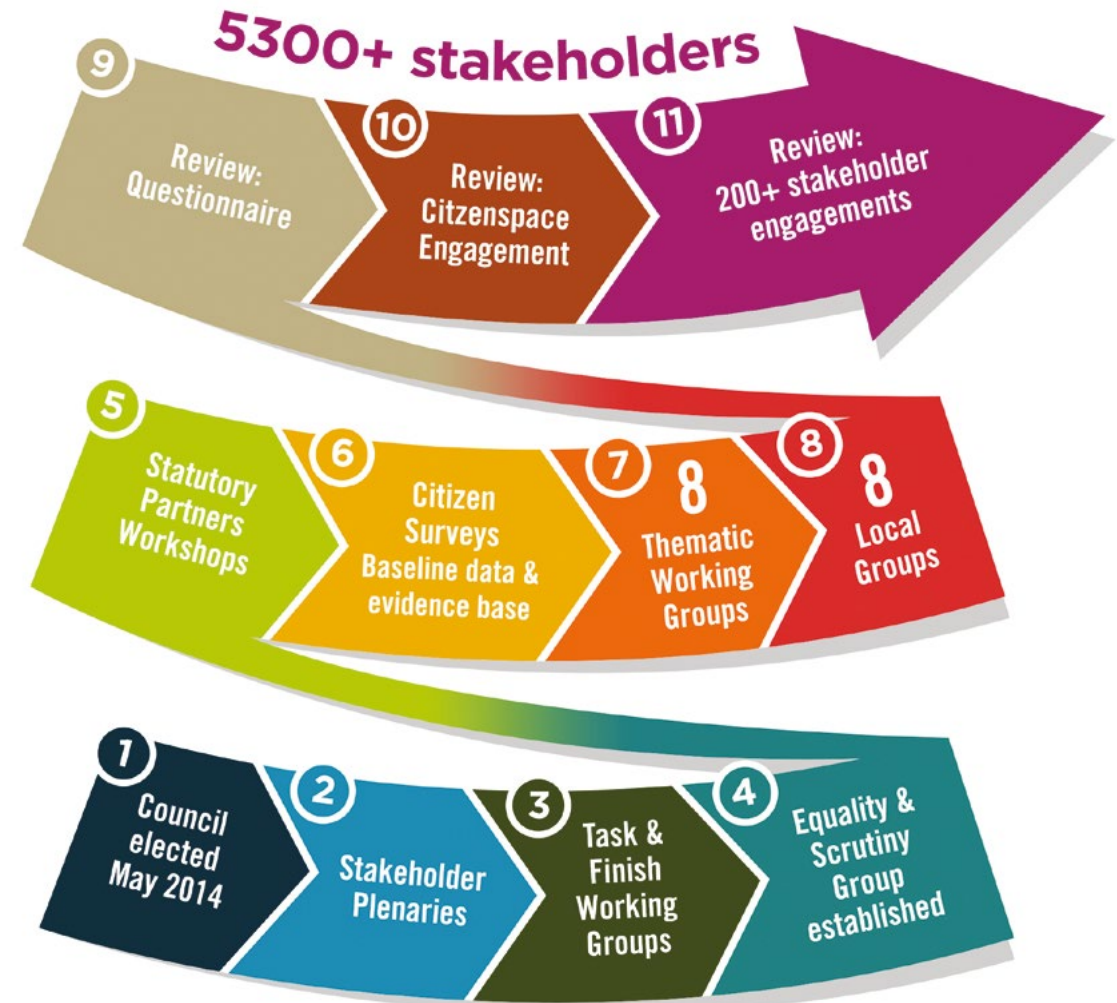 5300+ stakeholders
9
Review:
Questionnaire
10
Review:
Citzenspace
Engagement
11
Review:
200+ stakeholder
engagements
5
Statutory
Partners
Workshops
6
Citizen
Surveys
Baseline data &
evidence base
7
8
Thematic
Working
Groups
8
8
Local
Groups
1
Council
elected
May 2014
2
Stakeholder
Plenaries
3
Task &
Finish
Working
Groups
4
Equality &
Scrutiny
Group
established